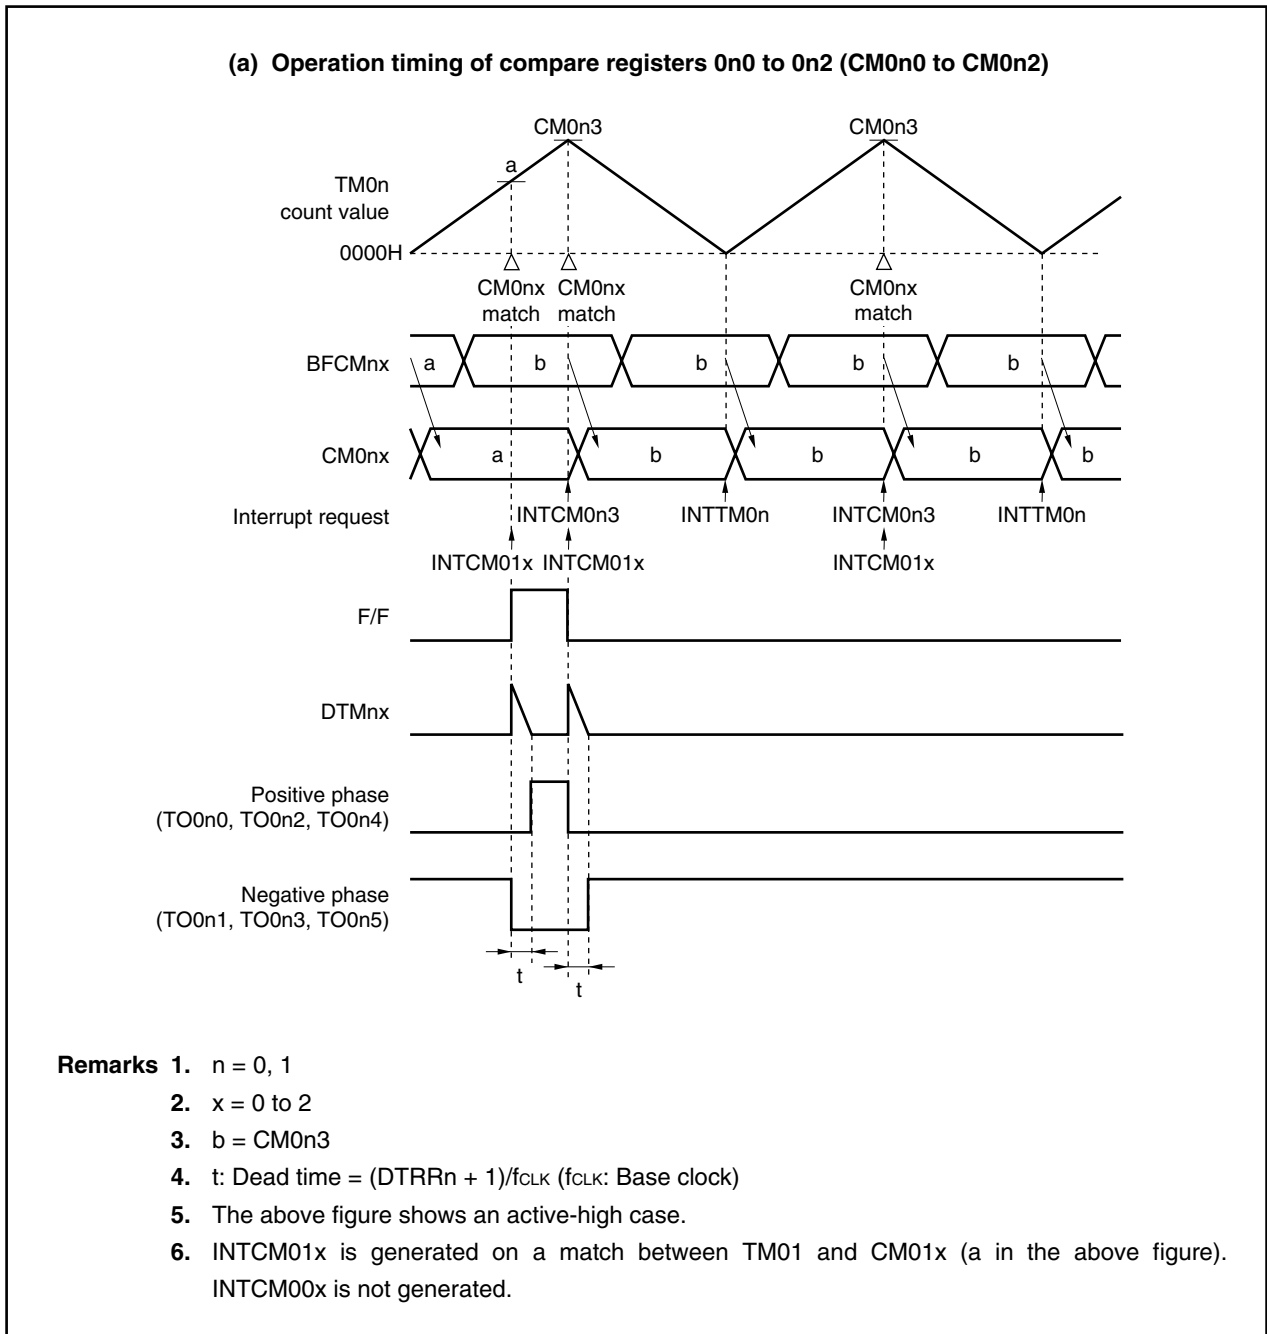 (a) Operation timing of compare registers 0n0 to 0n2 (CM0n0 to CM0n2)
CM0n3 CM0n3
a
TM0n
count value
0000H
CM0nx CM0nx CM0nx
match match match
BFCMnx a b b b b
CM0nx a b b b b
Interrupt request INTCM0n3 INTTM0n INTCM0n3 INTTM0n
INTCM01x INTCM01x INTCM01x
F/F
DTMnx
Positive phase
(TO0n0, TO0n2, TO0n4)
Negative phase
(TO0n1, TO0n3, TO0n5)
t
t
Remarks 1. n = 0, 1
2. x = 0 to 2
3. b = CM0n3
4. t: Dead time = (DTRRn + 1)/fCLK (fCLK: Base clock)
5. The above figure shows an active-high case.
6. INTCM01x is generated on a match between TM01 and CM01x (a in the above figure).
INTCM00x is not generated.